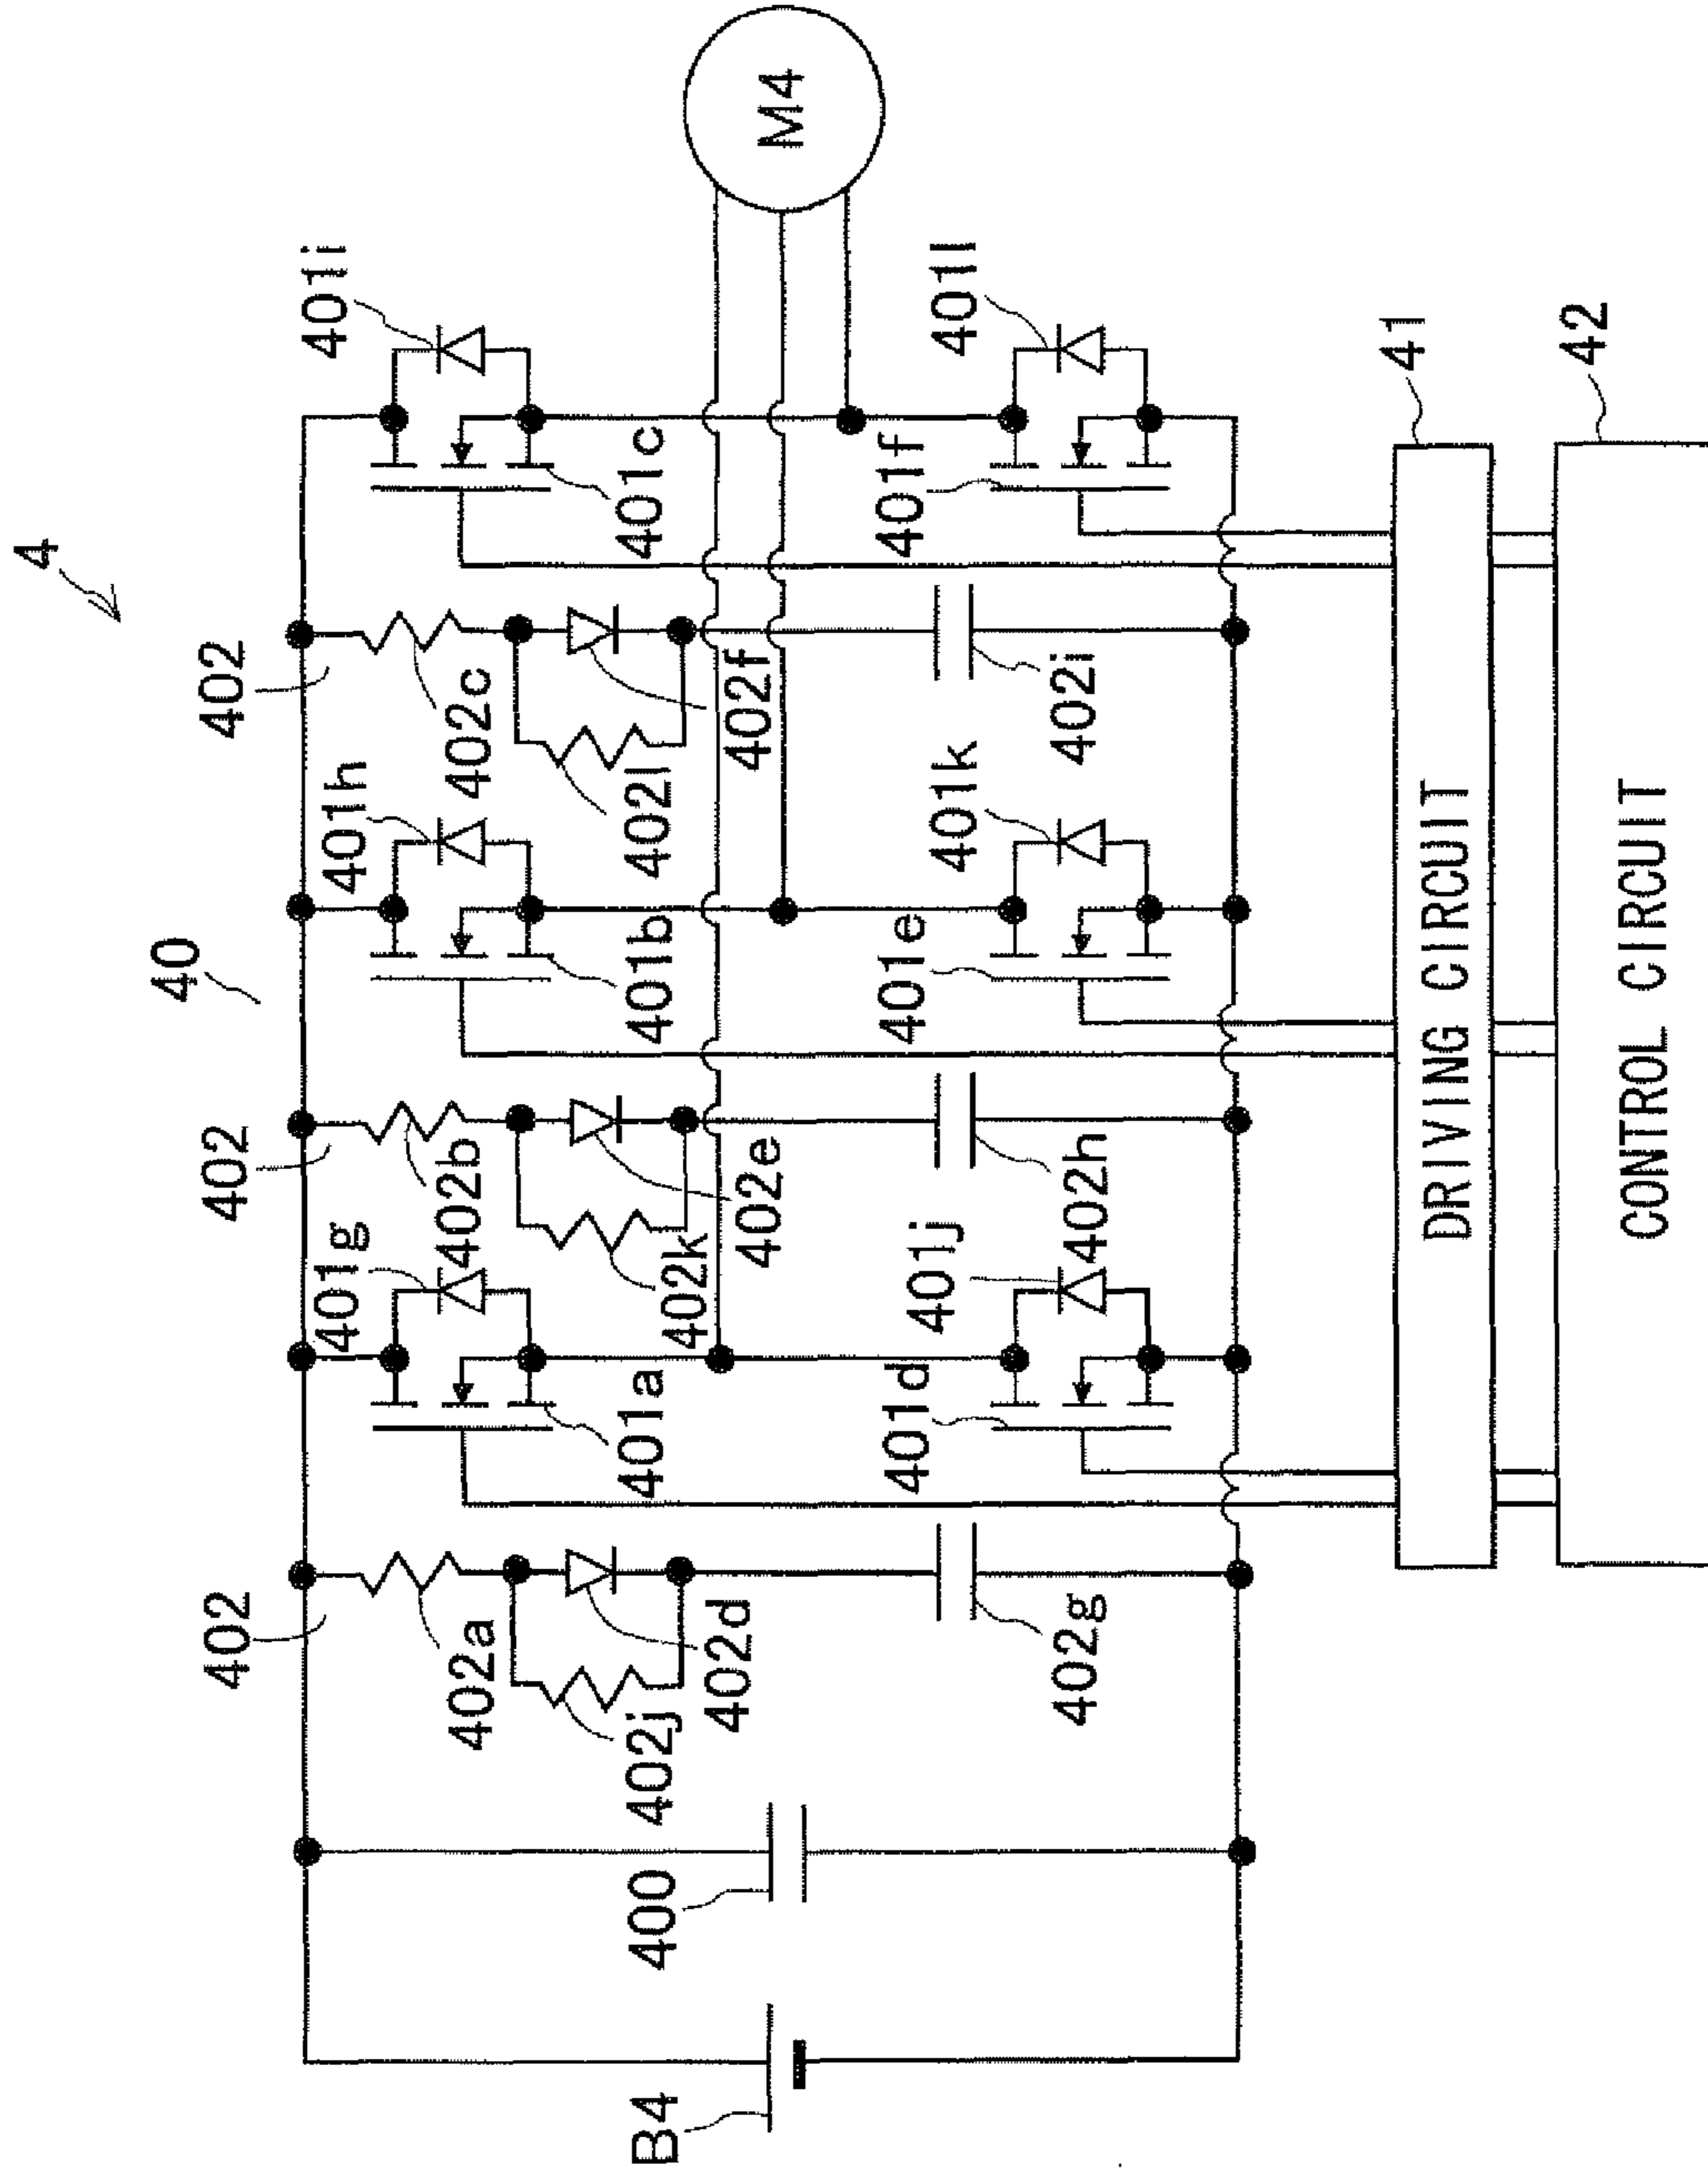 4
40
402
402
402
401g
401h
401i
402a
402b
402c
B4
400
402j
401a
402k
401b
402l
401c
402d
402e
402f
M4
401d
401j
401e
401k
401f
401l
402g
402h
402i
41
DRIVING CIRCUIT
42
CONTROL CIRCUIT